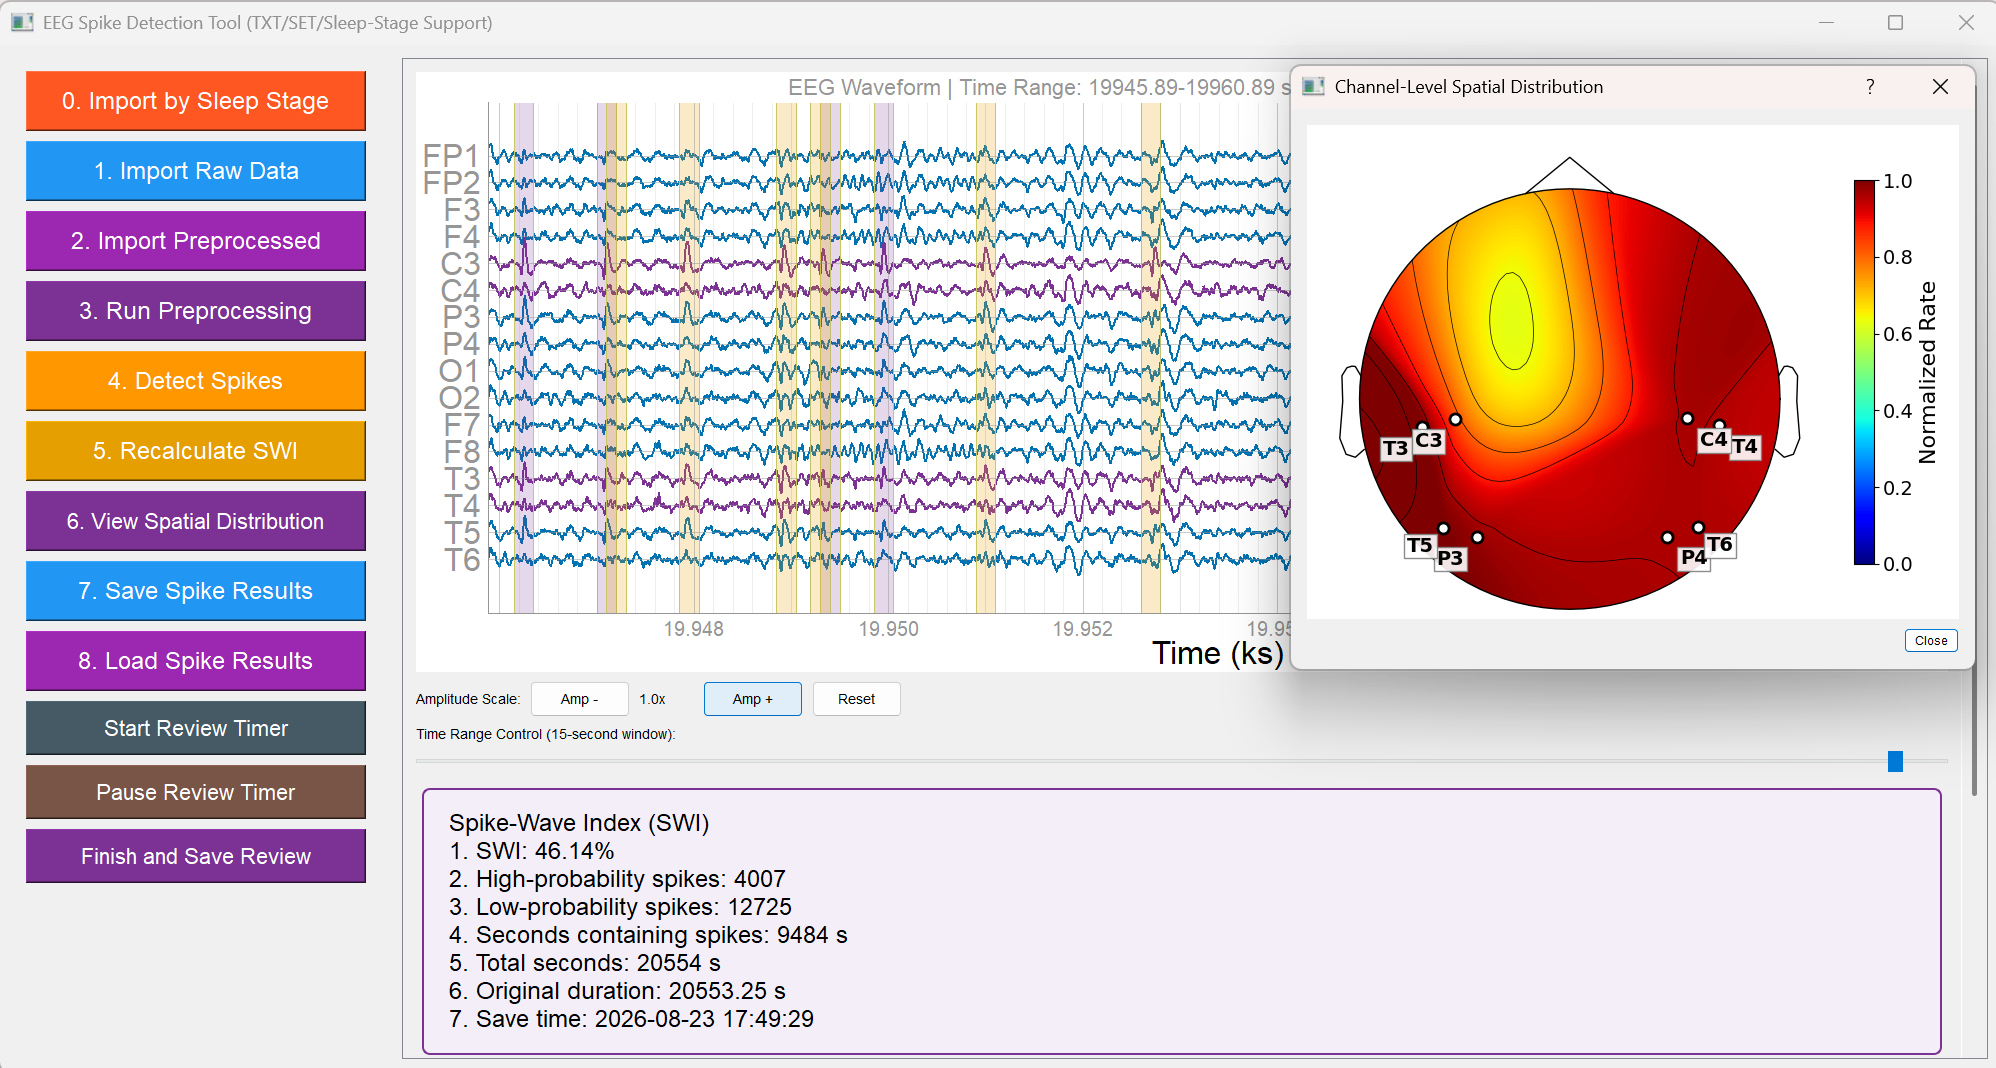 EEG Spike Detection Tool (TXT/SET/Sleep-Stage Support)
0. Import by Sleep Stage
1. Import Raw Data
2. Import Preprocessed
3. Run Preprocessing
4. Detect Spikes
5. Recalculate SWI
6. View Spatial Distribution
7. Save Spike Results
8. Load Spike Results
Start Review Timer
Pause Review Timer
Finish and Save Review
EEG Waveform | Time Range: 19945.89-19960.89 s
FP1
FP2
F3
F4
C3
C4
P3
P4
O1
O2
F7
F8
T3
T4
T5
T6
19.948
19.950
19.952
19.95
Time (ks)
Channel-Level Spatial Distribution
?
T3
C3
C4
T4
T5
P3
P4
T6
1.0
0.8
0.6
0.4
0.2
0.0
Normalized Rate
Close
Amplitude Scale:
Amp -
1.0x
Amp +
Reset
Time Range Control (15-second window):
Spike-Wave Index (SWI)
1. SWI: 46.14%
2. High-probability spikes: 4007
3. Low-probability spikes: 12725
4. Seconds containing spikes: 9484 s
5. Total seconds: 20554 s
6. Original duration: 20553.25 s
7. Save time: 2026-08-23 17:49:29